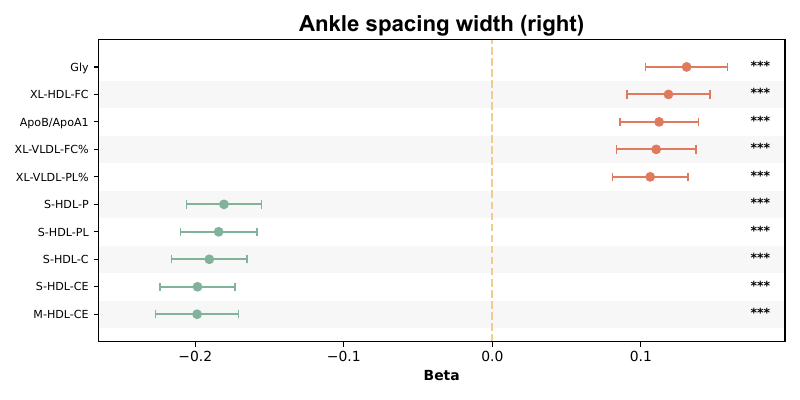 Ankle spacing width (right)
Gly ***
XL-HDL-FC ***
ApoB/ApoA1 ***
XL-VLDL-FC% ***
XL-VLDL-PL% ***
S-HDL-P ***
S-HDL-PL ***
S-HDL-C ***
S-HDL-CE ***
M-HDL-CE ***
−0.2 −0.1 0.0 0.1
Beta